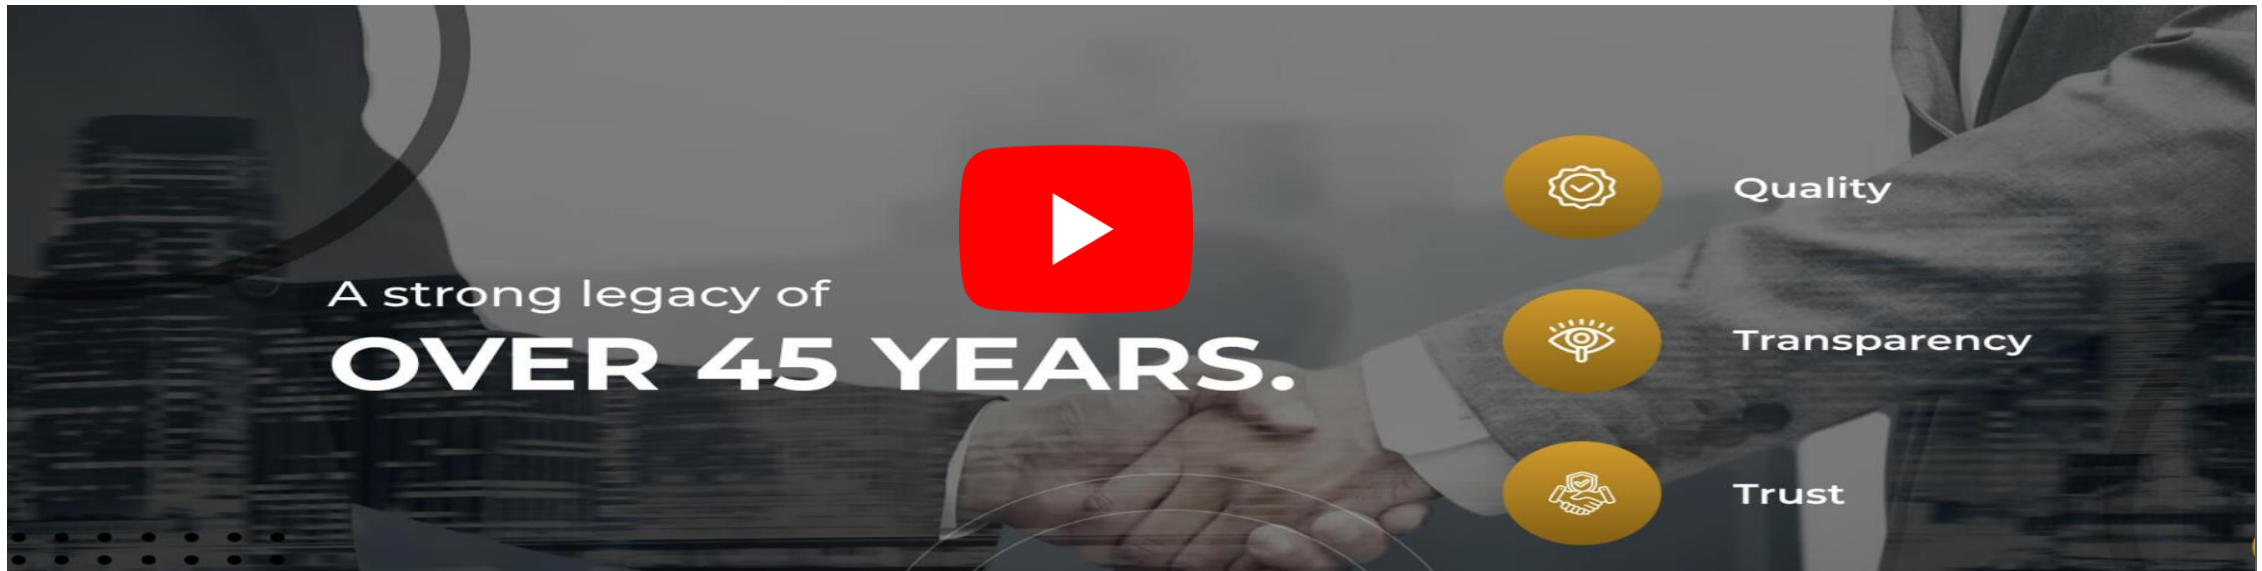 A strong legacy of
OVER 45 YEARS.
Quality
Transparency
Trust